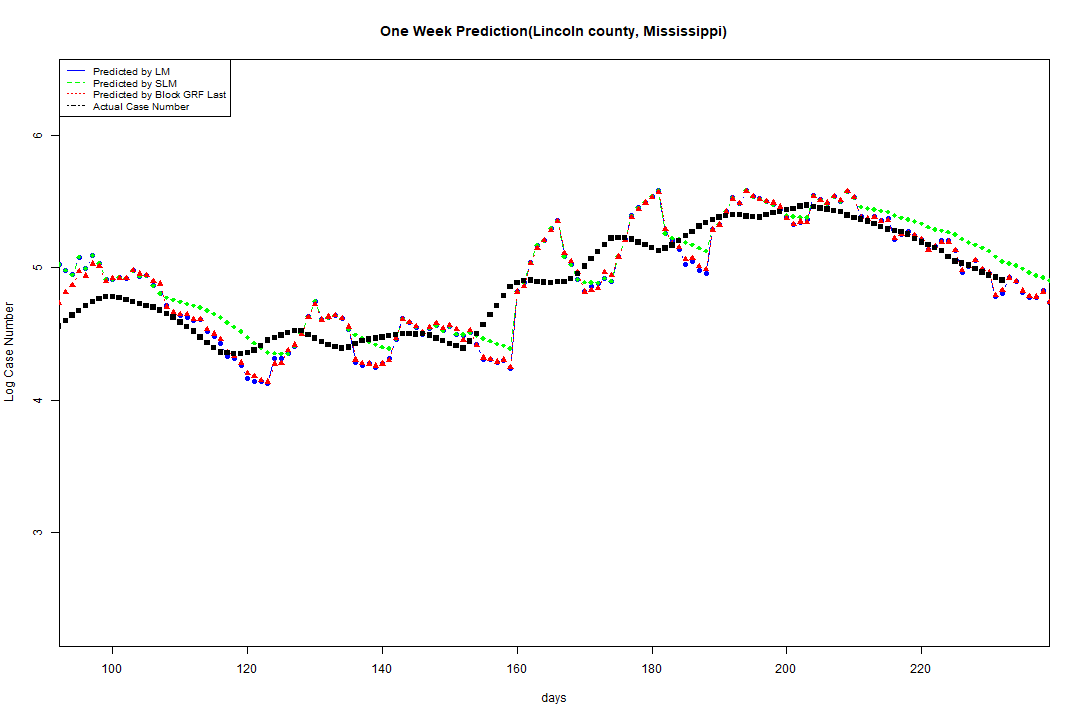 One Week Prediction(Lincoln county, Mississippi)
Predicted by LM
Predicted by SLM
Predicted by Block GRF Last
Actual Case Number
6
5
4
3
Log Case Number
100 120 140 160 180 200 220
days